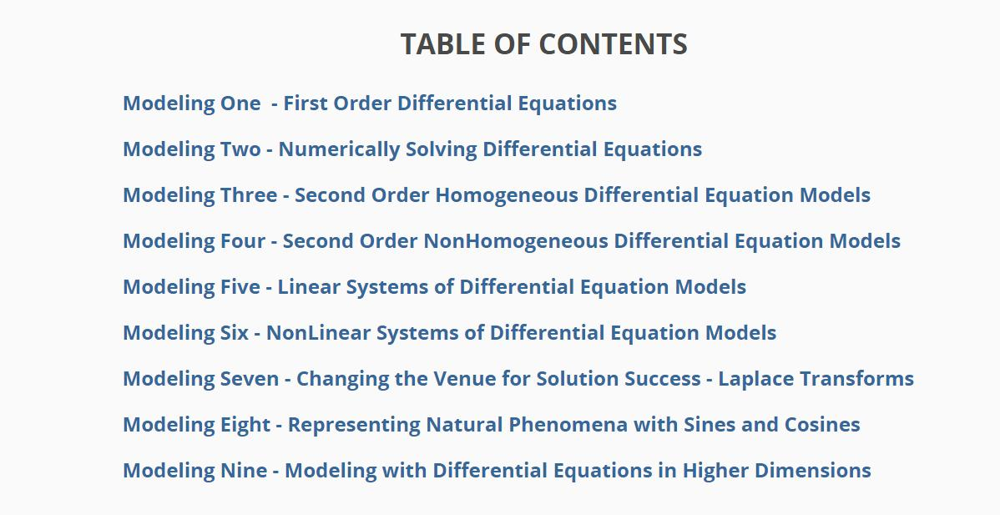 TABLE OF CONTENTS
Modeling One  - First Order Differential Equations
Modeling Two - Numerically Solving Differential Equations
Modeling Three - Second Order Homogeneous Differential Equation Models
Modeling Four - Second Order NonHomogeneous Differential Equation Models
Modeling Five - Linear Systems of Differential Equation Models
Modeling Six - NonLinear Systems of Differential Equation Models
Modeling Seven - Changing the Venue for Solution Success - Laplace Transforms
Modeling Eight - Representing Natural Phenomena with Sines and Cosines
Modeling Nine - Modeling with Differential Equations in Higher Dimensions